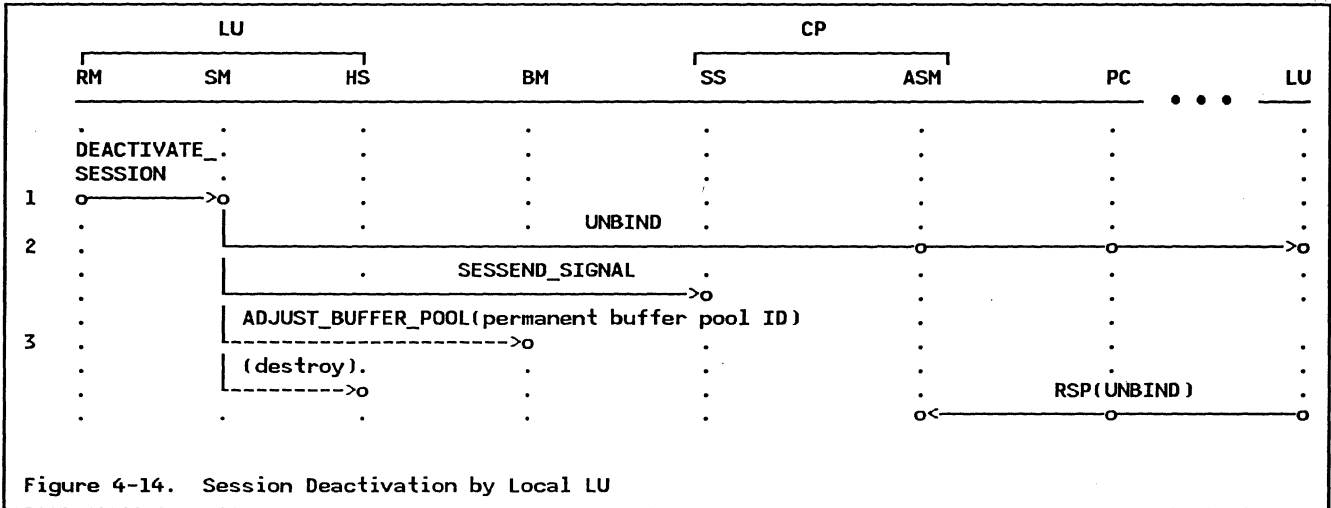 LU CP
RM SM HS BM SS ASM PC LU
DEACTIVATE_
SESSION
1
UNBIND
2
SESSEND_SIGNAL
ADJUST_BUFFER_POOL(permanent buffer pool ID)
3
(destroy).
RSP(UNBIND)
Figure 4-14. Session Deactivation by Local LU